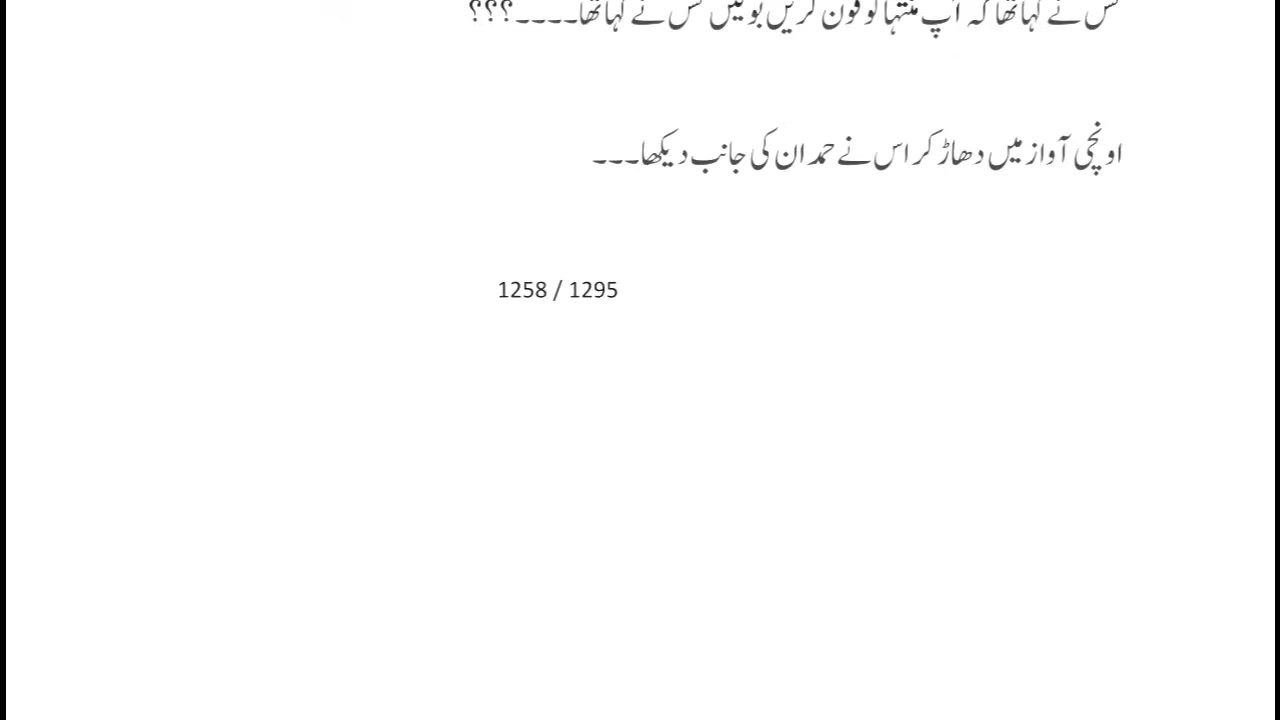 کس نے کہا تھا کہ آپ منتہا کو فون کریں بولیں کس نے کہا تھا۔۔۔۔؟؟؟
اونچی آواز میں دھاڑ کر اس نے حمدان کی جانب دیکھا۔۔۔
1258 / 1295